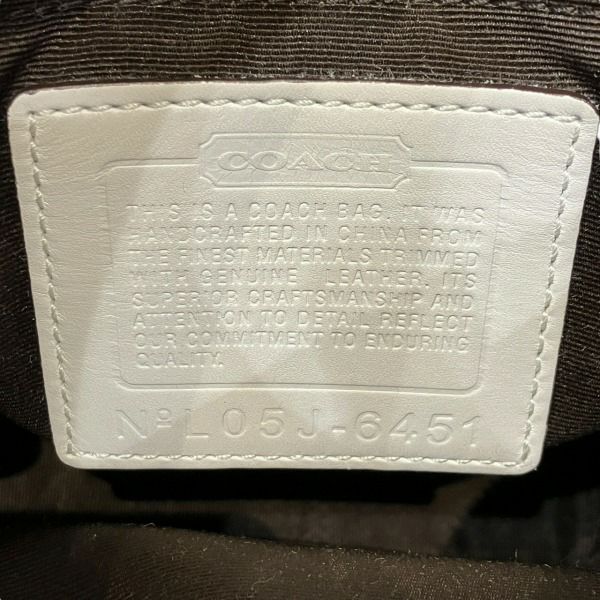 COACH
THIS IS A COACH BAG. IT WAS
HANDCRAFTED IN CHINA FROM
THE FINEST MATERIALS TRIMMED
WITH GENUINE LEATHER. ITS
SUPERIOR CRAFTSMANSHIP AND
ATTENTION TO DETAIL REFLECT
OUR COMMITMENT TO ENDURING
QUALITY.
Nº L05J-6451